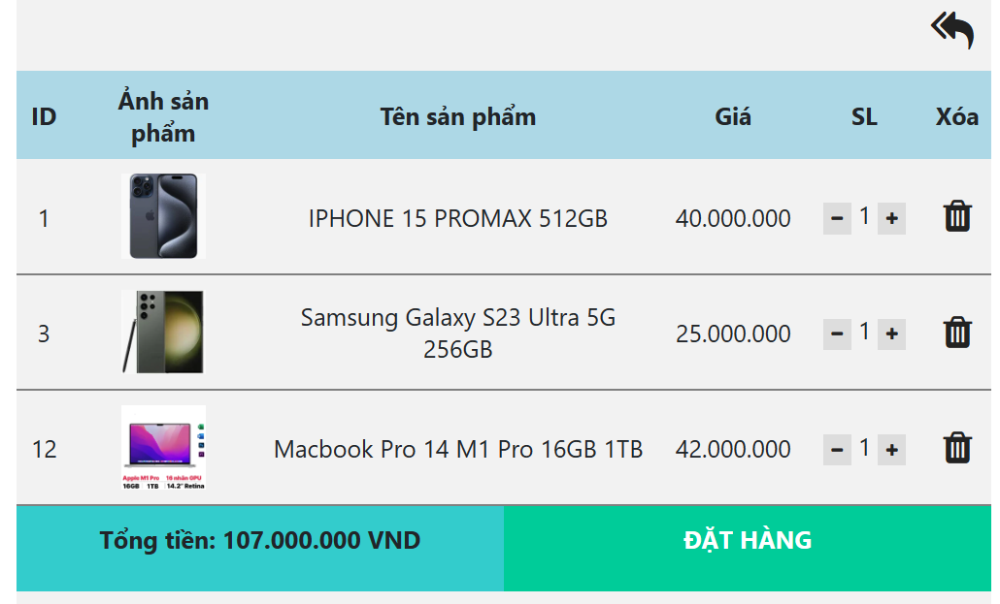 ID
Ảnh sản
phẩm
Tên sản phẩm
Giá
SL
Xóa
1
IPHONE 15 PROMAX 512GB
40.000.000
- 1 +
3
Samsung Galaxy S23 Ultra 5G
256GB
25.000.000
- 1 +
12
Apple M1 Pro 16 nhân GPU
16GB 1TB 14.2" Retina
Macbook Pro 14 M1 Pro 16GB 1TB
42.000.000
- 1 +
Tổng tiền: 107.000.000 VND
ĐẶT HÀNG